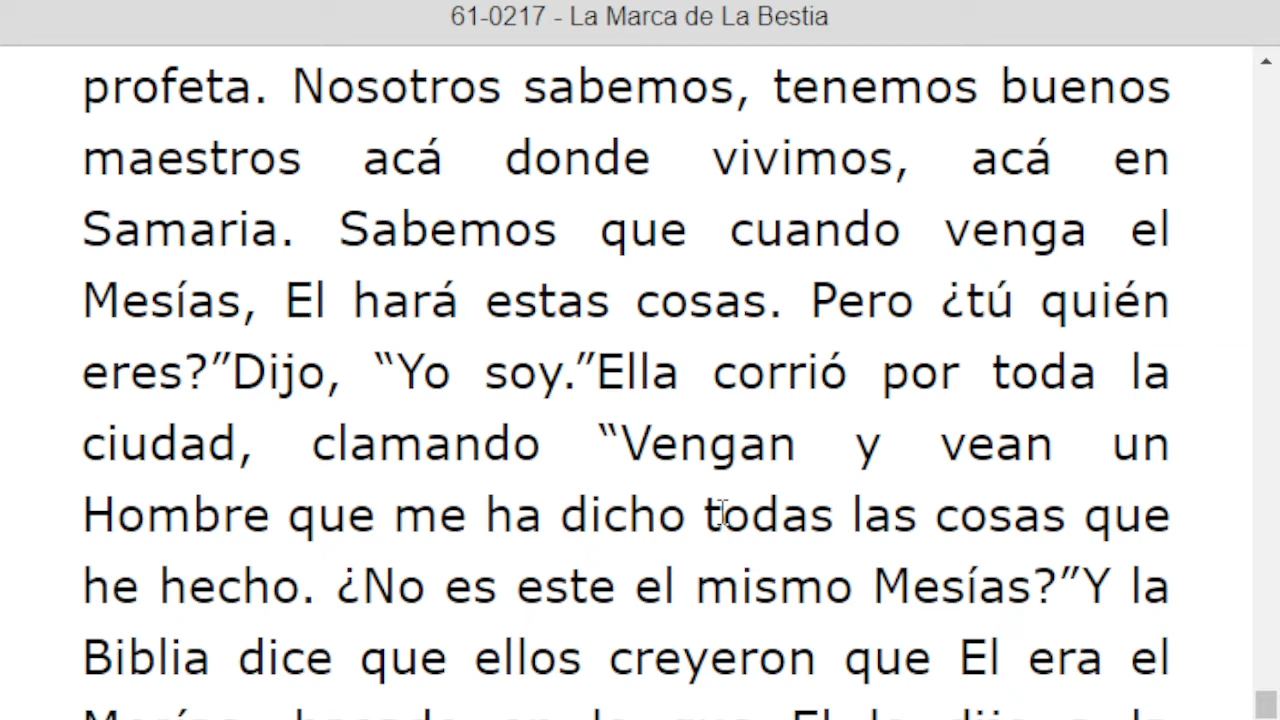 61-0217 - La Marca de La Bestia
profeta. Nosotros sabemos, tenemos buenos
maestros acá donde vivimos, acá en
Samaria. Sabemos que cuando venga el
Mesías, El hará estas cosas. Pero ¿tú quién
eres?”Dijo, “Yo soy.”Ella corrió por toda la
ciudad, clamando “Vengan y vean un
Hombre que me ha dicho todas las cosas que
he hecho. ¿No es este el mismo Mesías?”Y la
Biblia dice que ellos creyeron que El era el